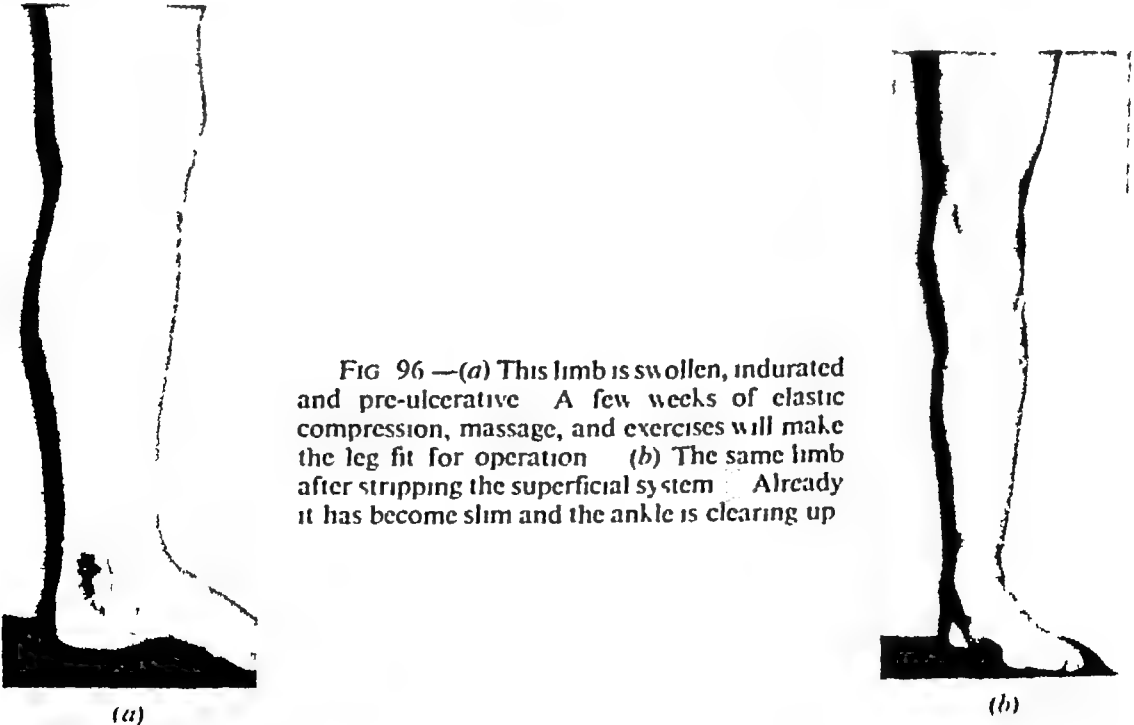 FIG 96 —(a) This limb is swollen, indurated
and pre-ulcerative A few weeks of elastic
compression, massage, and exercises will make
the leg fit for operation (b) The same limb
after stripping the superficial system Already
it has become slim and the ankle is clearing up
(a)
(b)